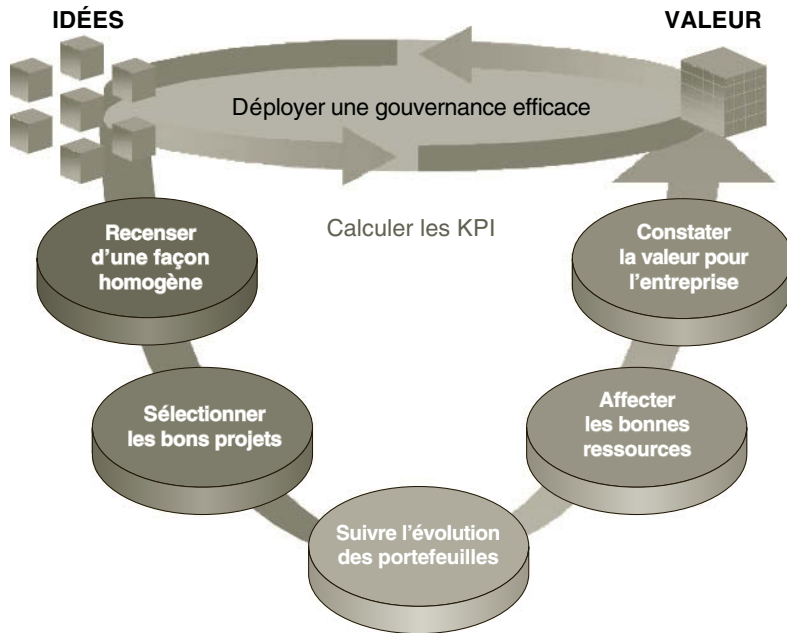 IDÉES
VALEUR
Déployer une gouvernance efficace
Calculer les KPI
Recenser
d'une façon
homogène
Constater
la valeur pour
l'entreprise
Sélectionner
les bons projets
Affecter
les bonnes
ressources
Suivre l'évolution
des portefeuilles